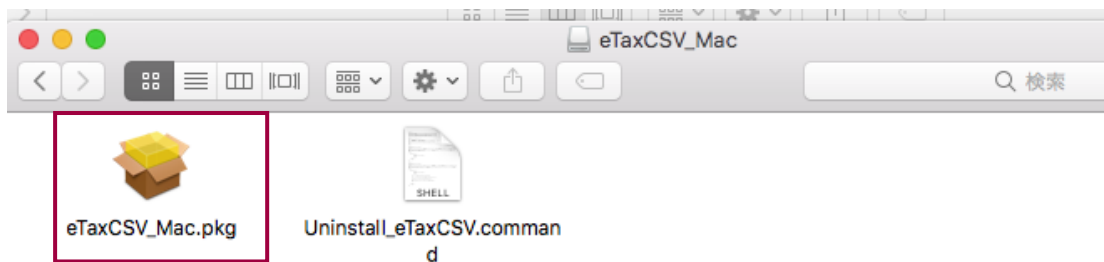 eTaxCSV_Mac
検索
SHELL
eTaxCSV_Mac.pkg
Uninstall_eTaxCSV.comman
d